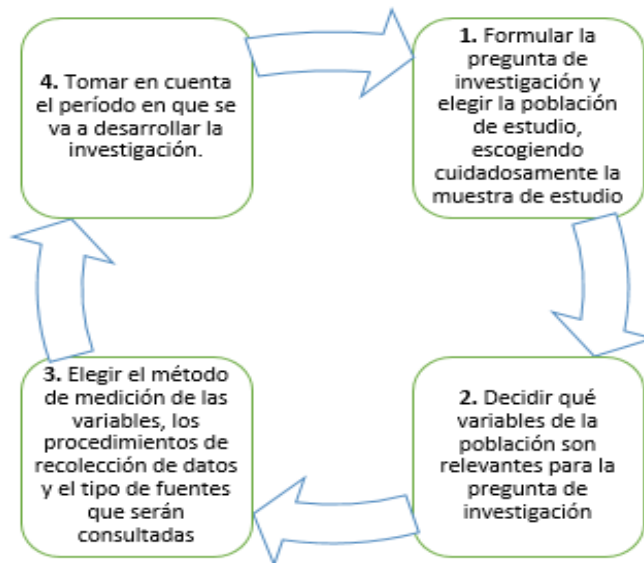 1. Formular la
pregunta de
investigación y
elegir la población
de estudio,
escogiendo
cuidadosamente la
muestra de estudio
2. Decidir qué
variables de la
población son
relevantes para la
pregunta de
investigación
3. Elegir el método
de medición de las
variables, los
procedimientos de
recolección de datos
y el tipo de fuentes
que serán
consultadas
4. Tomar en cuenta
el período en que se
va a desarrollar la
investigación.